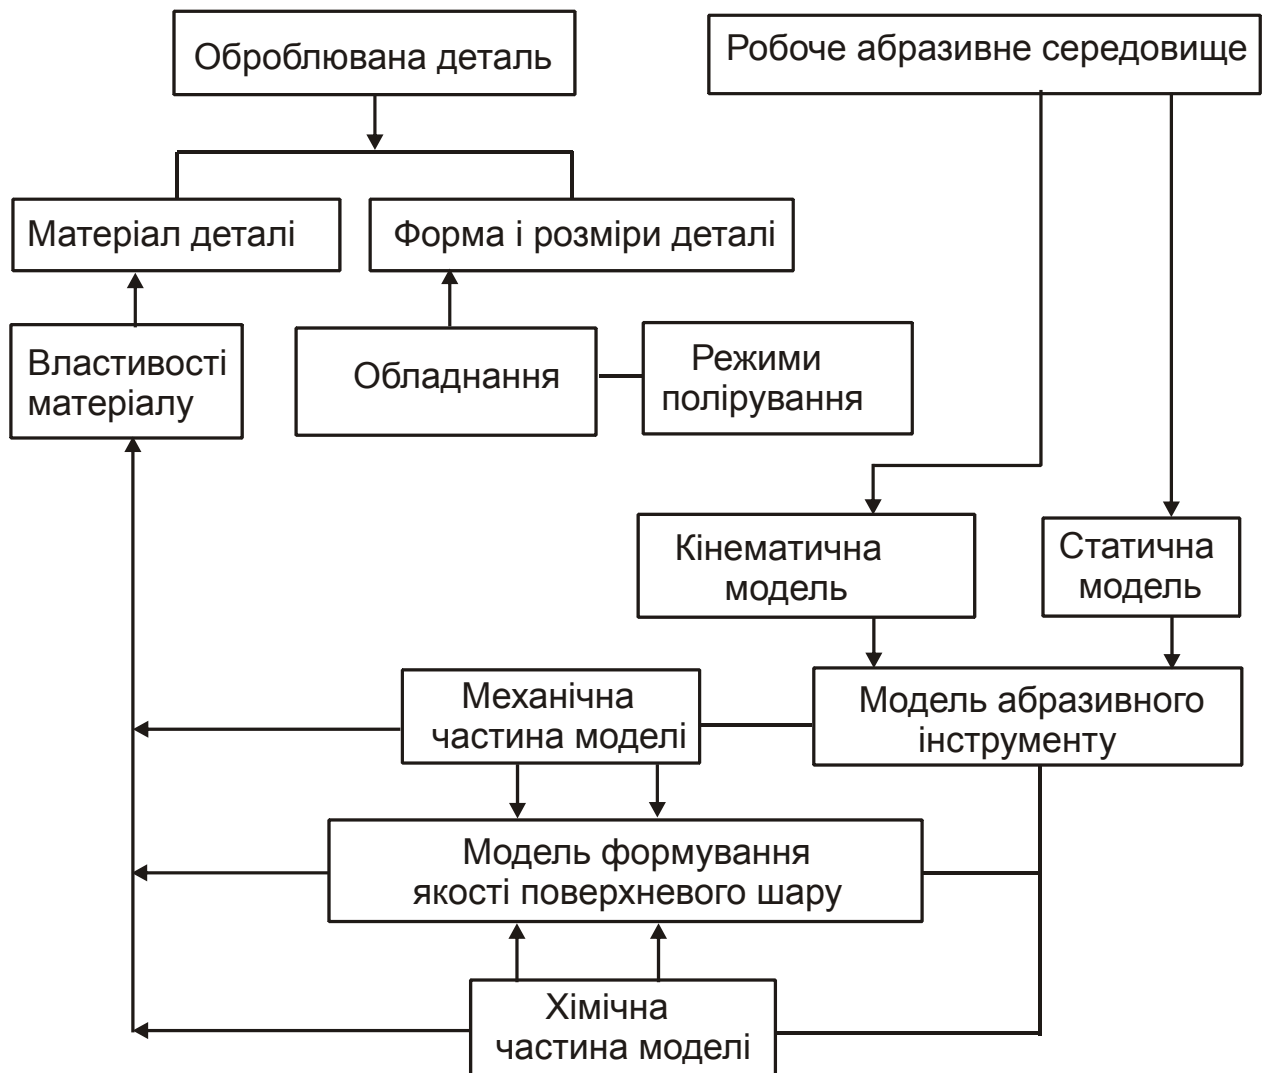 Оброблювана деталь
Робоче абразивне середовище
Матеріал деталі
Форма і розміри деталі
Властивості
матеріалу
Обладнання
Режими
полірування
Кінематична
модель
Статична
модель
Механічна
частина моделі
Модель абразивного
інструменту
Модель формування
якості поверхневого шару
Хімічна
частина моделі